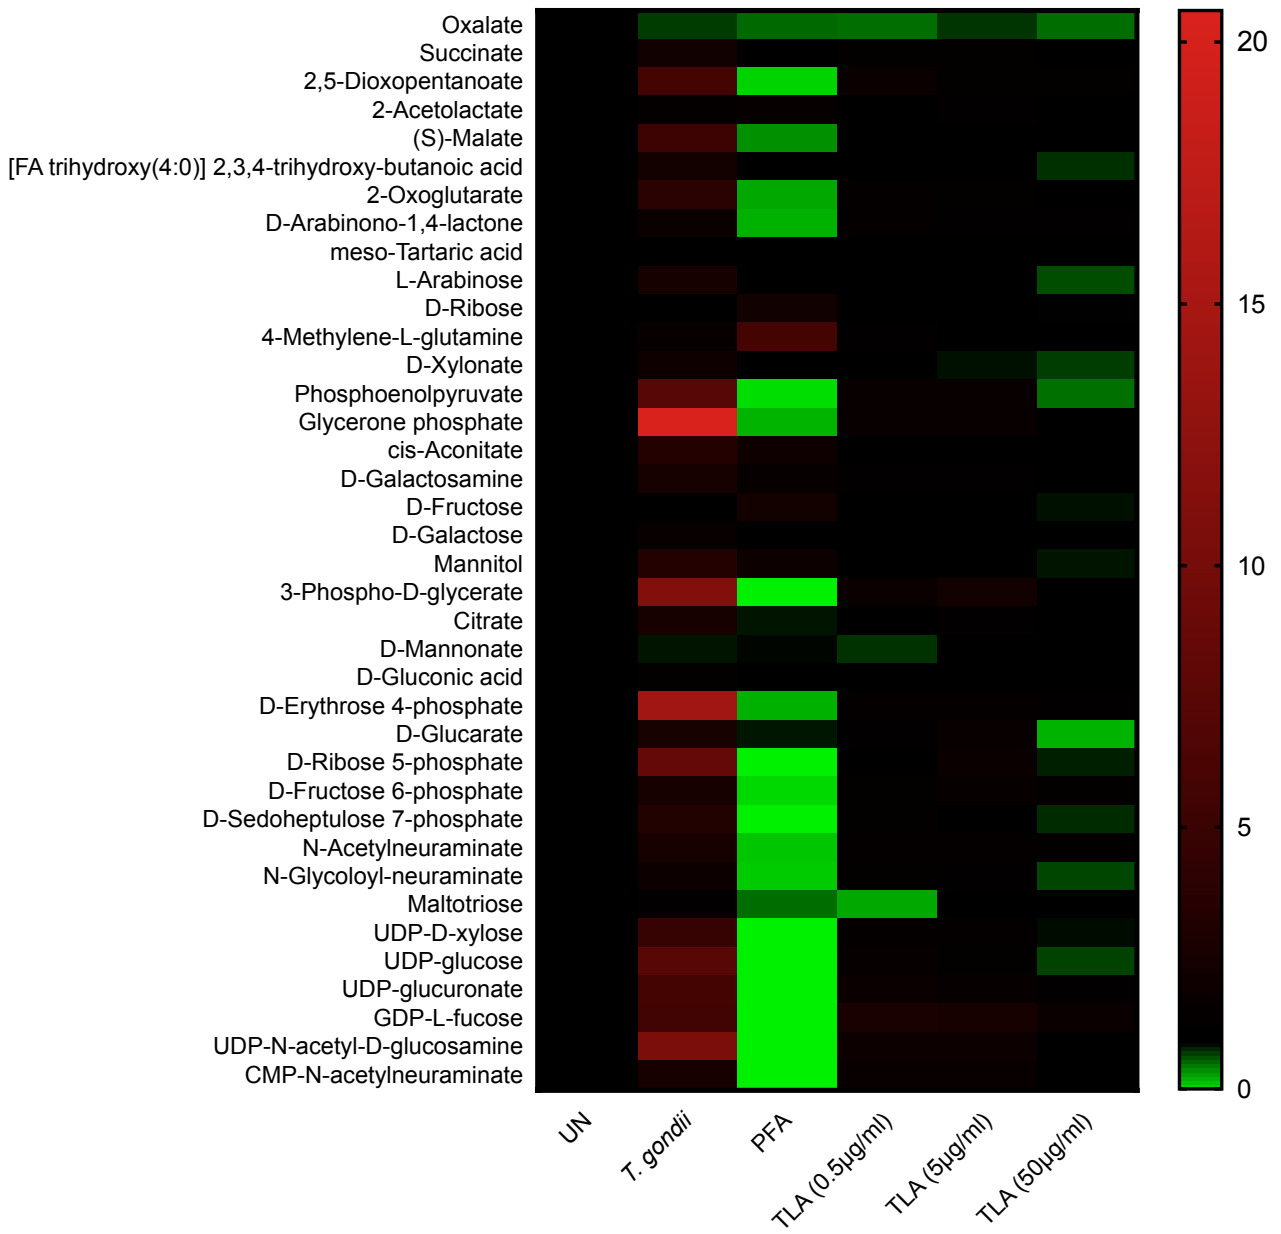 Oxalate
Succinate
2,5-Dioxopentanoate
2-Acetolactate
(S)-Malate
[FA trihydroxy(4:0)] 2,3,4-trihydroxy-butanoic acid
2-Oxoglutarate
D-Arabinono-1,4-lactone
meso-Tartaric acid
L-Arabinose
D-Ribose
4-Methylene-L-glutamine
D-Xylonate
Phosphoenolpyruvate
Glycerone phosphate
cis-Aconitate
D-Galactosamine
D-Fructose
D-Galactose
Mannitol
3-Phospho-D-glycerate
Citrate
D-Mannonate
D-Gluconic acid
D-Erythrose 4-phosphate
D-Glucarate
D-Ribose 5-phosphate
D-Fructose 6-phosphate
D-Sedoheptulose 7-phosphate
N-Acetylneuraminate
N-Glycoloyl-neuraminate
Maltotriose
UDP-D-xylose
UDP-glucose
UDP-glucuronate
GDP-L-fucose
UDP-N-acetyl-D-glucosamine
CMP-N-acetylneuraminate
UN
T. gondii
PFA
TLA (0.5μg/ml)
TLA (5μg/ml)
TLA (50μg/ml)
20
15
10
5
0